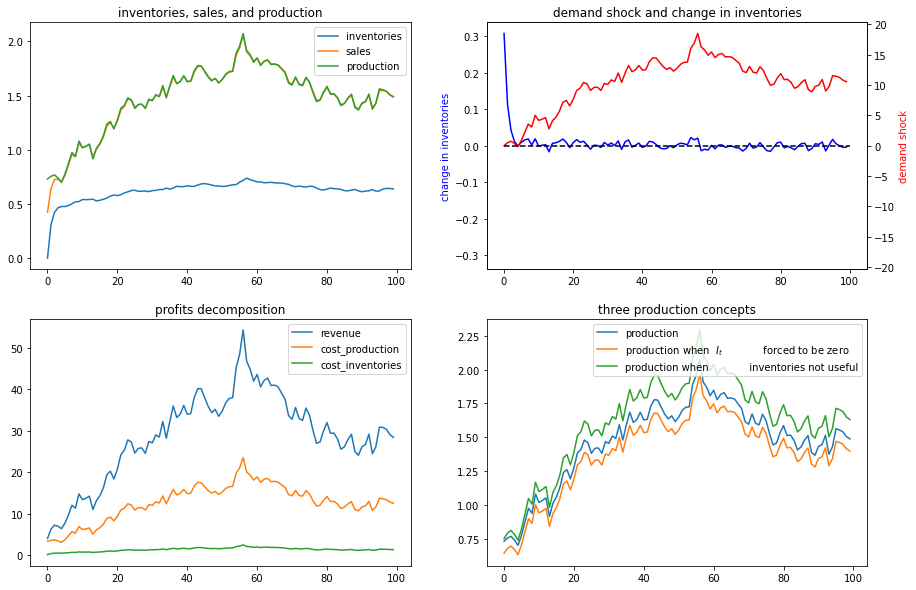 inventories, sales, and production
inventories
sales
production
2.0
1.5
1.0
0.5
0.0
0 20 40 60 80 100
demand shock and change in inventories
change in inventories
0.3
0.2
0.1
0.0
−0.1
−0.2
−0.3
0 20 40 60 80 100
20
15
10
5
0
−5
−10
−15
−20
demand shock
profits decomposition
revenue
cost_production
cost_inventories
50
40
30
20
10
0
0 20 40 60 80 100
three production concepts
production
production when I_t forced to be zero
production when inventories not useful
2.25
2.00
1.75
1.50
1.25
1.00
0.75
0 20 40 60 80 100